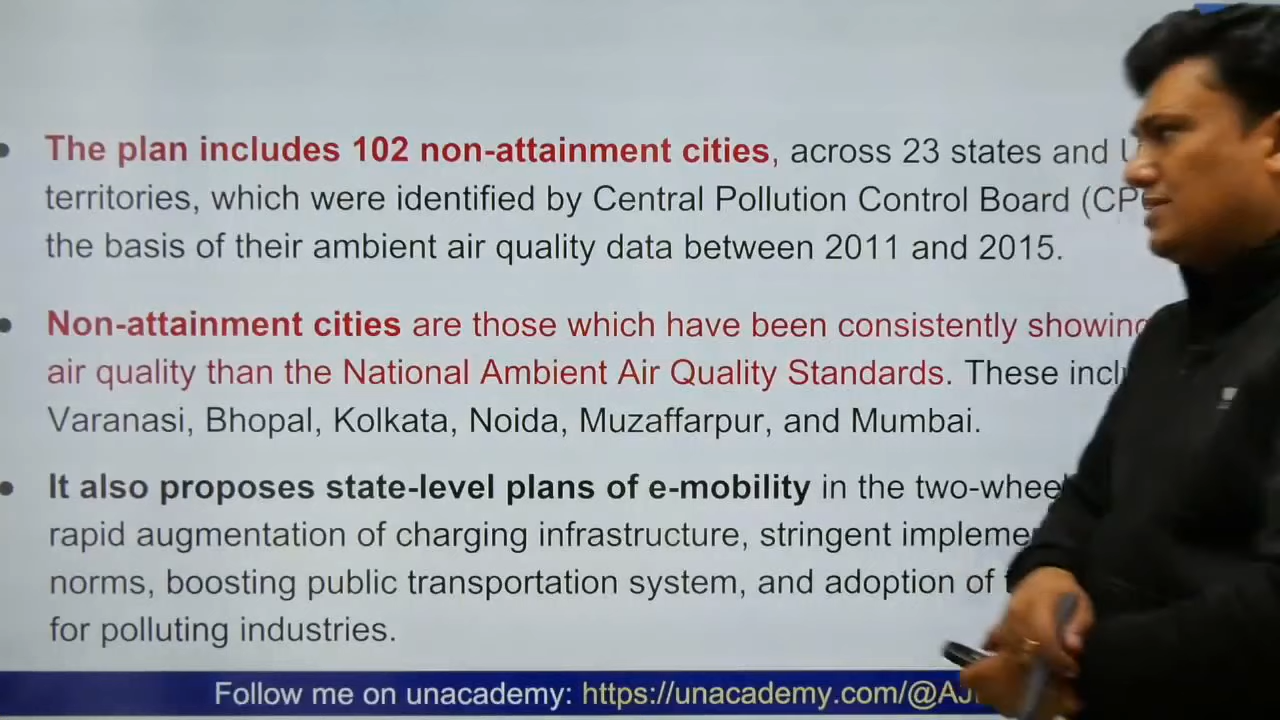 The plan includes 102 non-attainment cities, across 23 states and
territories, which were identified by Central Pollution Control Board
the basis of their ambient air quality data between 2011 and 2015.
Non-attainment cities are those which have been consistently showing
air quality than the National Ambient Air Quality Standards. These
Varanasi, Bhopal, Kolkata, Noida, Muzaffarpur, and Mumbai.
It also proposes state-level plans of e-mobility in the
rapid augmentation of charging infrastructure, stringent
norms, boosting public transportation system, and adoption of
for polluting industries.
Follow me on unacademy: https://unacademy.com/@AJ